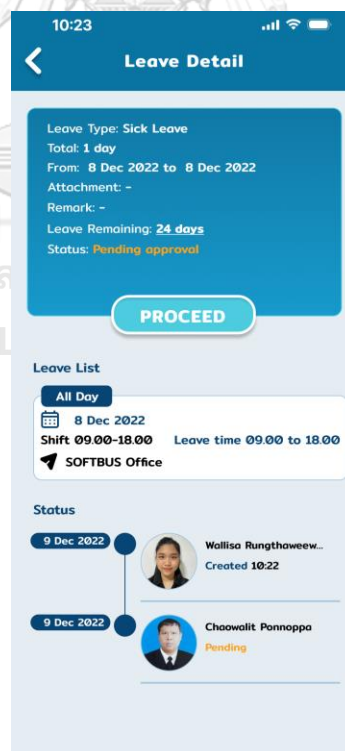 10:23
Leave Detail
Leave Type: Sick Leave
Total: 1 day
From: 8 Dec 2022 to 8 Dec 2022
Attachment: -
Remark: -
Leave Remaining: 24 days
Status: Pending approval
PROCEED
Leave List
All Day
8 Dec 2022
Shift 09.00-18.00 Leave time 09.00 to 18.00
SOFTBUS Office
Status
9 Dec 2022
Wallisa Rungthaweew...
Created 10:22
9 Dec 2022
Chaowalit Ponnoppa
Pending